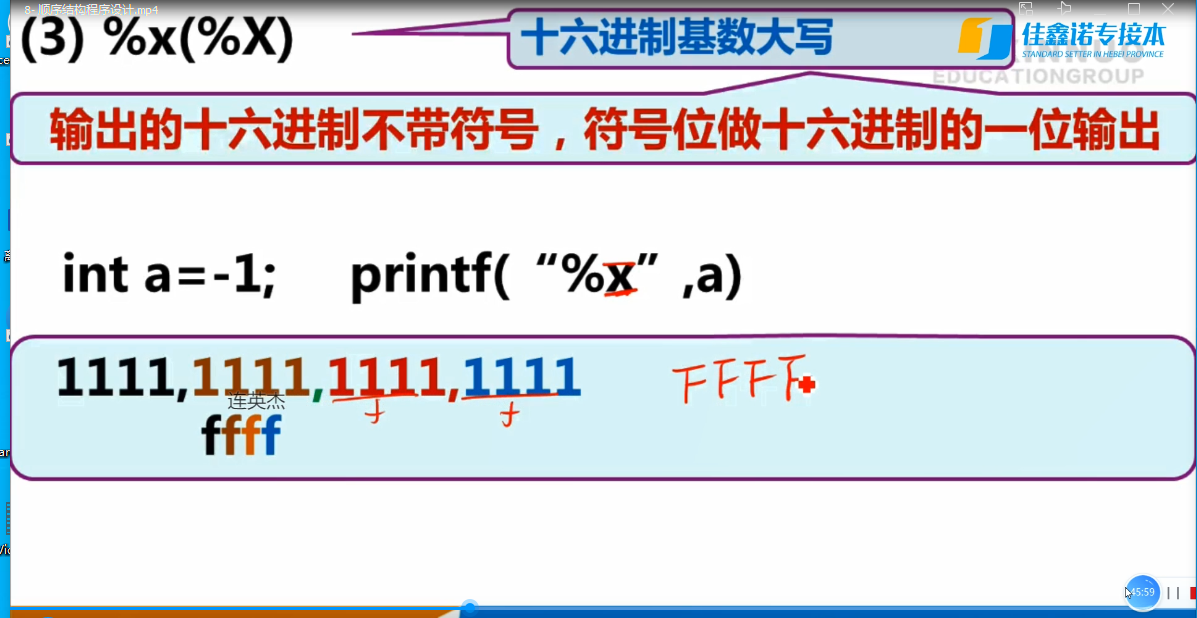 8- 顺序结构程序设计.mp4
(3) %x(%X)
十六进制基数大写
佳鑫诺专接本
STANDARD SETTER IN HEBEI PROVINCE
EDUCATIONGROUP
输出的十六进制不带符号，符号位做十六进制的一位输出
int a=-1; printf( “%x” ,a)
1111,1111,1111,1111 FFFF
连英杰
f f
ffff
45:59